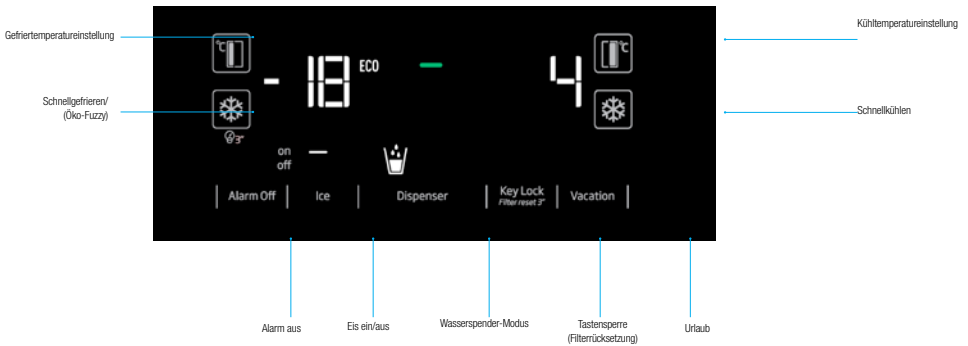 Gefriertemperatureinstellung
Kühltemperatureinstellung
°C
°C
- 18
ECO
4
Schnellgefrieren/
(Öko-Fuzzy)
Schnellkühlen
3"
on
off
Alarm Off
Ice
Dispenser
Key Lock
Filter reset 3"
Vacation
Alarm aus
Eis ein/aus
Wasserspender-Modus
Tastensperre
(Filterrücksetzung)
Urlaub